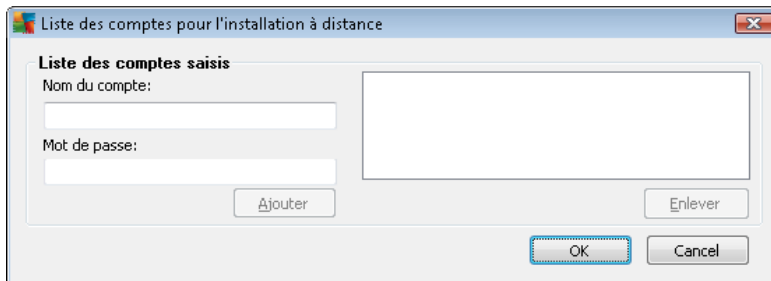 Liste des comptes pour l'installation à distance
Liste des comptes saisis
Nom du compte:
Mot de passe:
Ajouter
Enlever
OK
Cancel